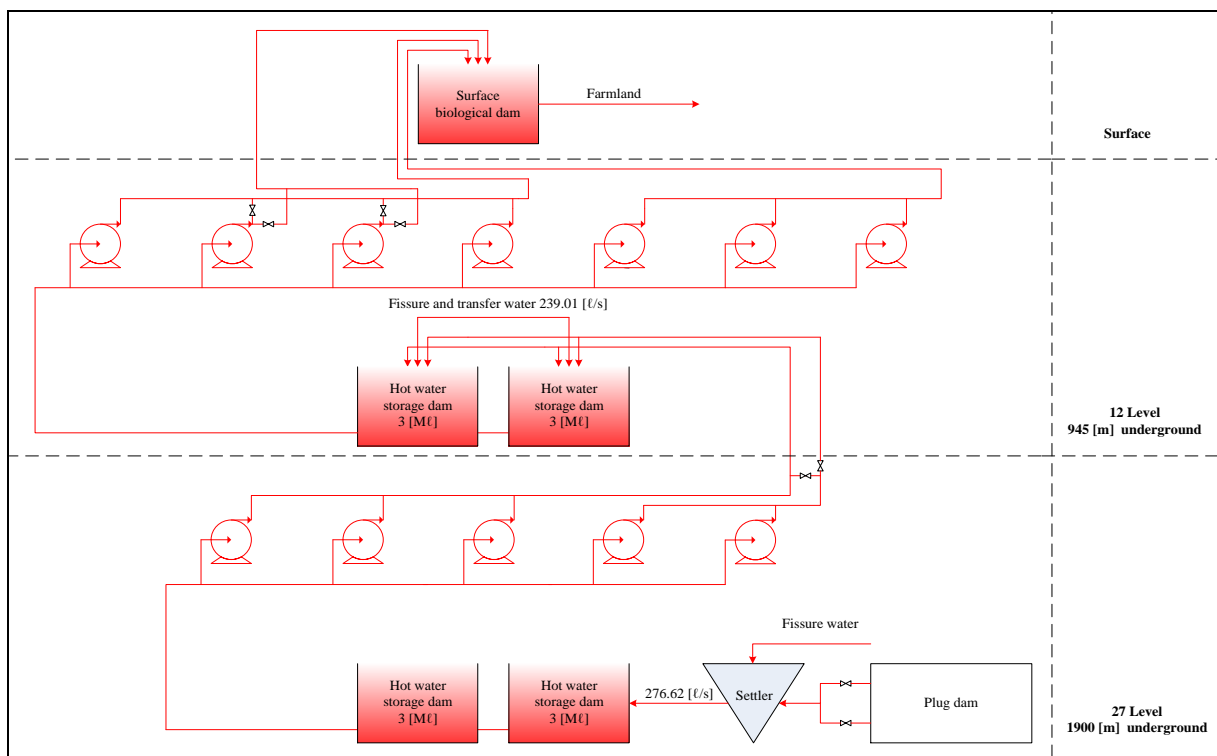 Surface
biological dam
Farmland
Surface
Fissure and transfer water 239.01 [ℓ/s]
Hot water
storage dam
3 [Mℓ]
Hot water
storage dam
3 [Mℓ]
12 Level
945 [m] underground
Fissure water
Hot water
storage dam
3 [Mℓ]
Hot water
storage dam
3 [Mℓ]
276.62 [ℓ/s]
Settler
Plug dam
27 Level
1900 [m] underground